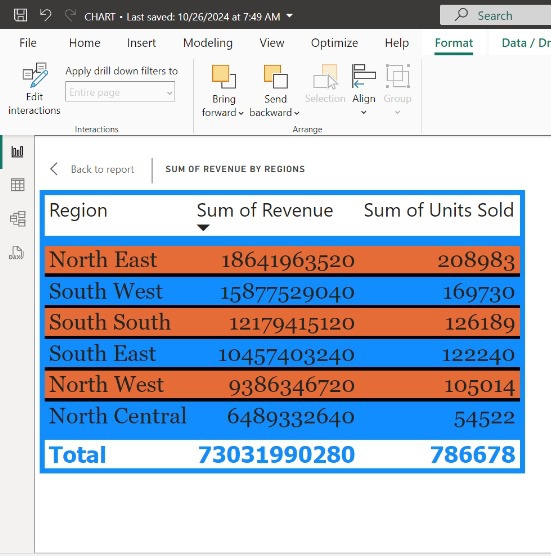 CHART • Last saved: 10/26/2024 at 7:49 AM
Search
File Home Insert Modeling View Optimize Help Format Data / Dr
Edit interactions
Apply drill down filters to
Entire page
Interactions
Bring forward
Send backward
Selection
Align
Group
Arrange
Back to report
SUM OF REVENUE BY REGIONS
Region Sum of Revenue Sum of Units Sold
North East 18641963520 208983
South West 15877529040 169730
South South 12179415120 126189
South East 10457403240 122240
North West 9386346720 105014
North Central 6489332640 54522
Total 73031990280 786678
DAX